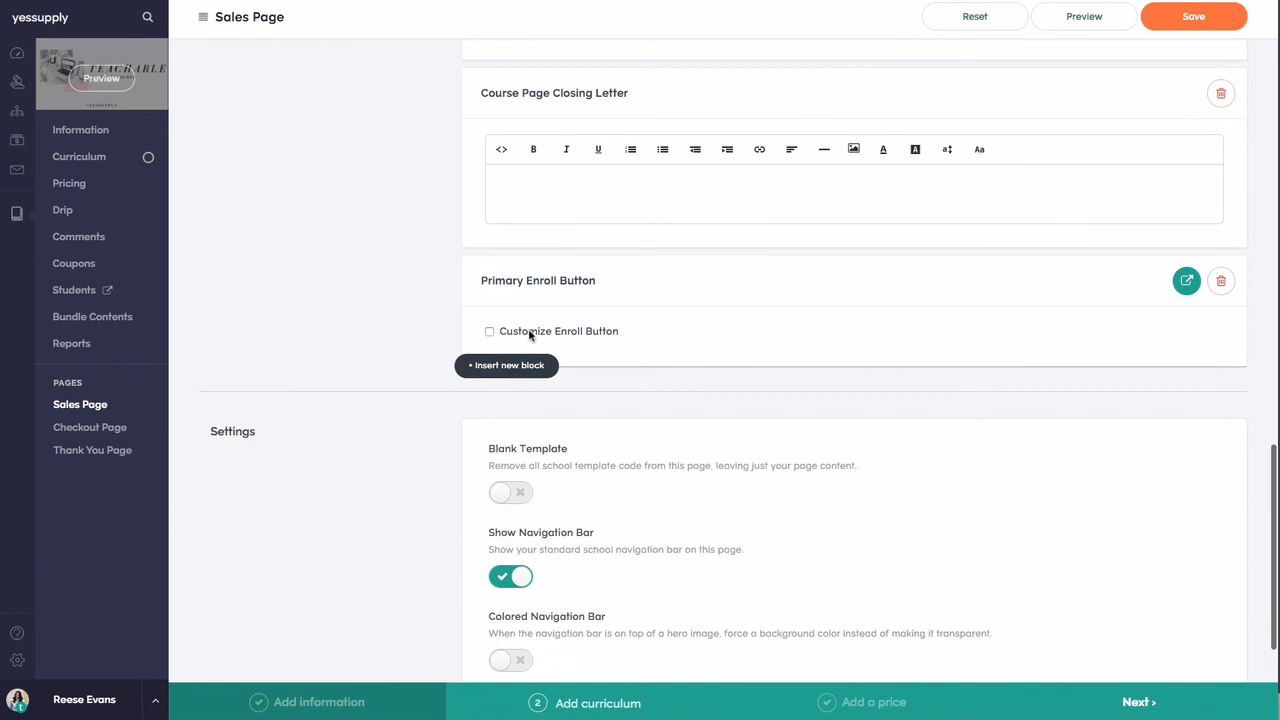 yessupply
Sales Page
Reset
Preview
Save
TEACHABLE
Preview
Information
Curriculum
Pricing
Drip
Comments
Coupons
Students
Bundle Contents
Reports
PAGES
Sales Page
Checkout Page
Thank You Page
Reese Evans
Course Page Closing Letter
<> B I U A A Aa
Primary Enroll Button
Customize Enroll Button
+ Insert new block
Settings
Blank Template
Remove all school template code from this page, leaving just your page content.
Show Navigation Bar
Show your standard school navigation bar on this page.
Colored Navigation Bar
When the navigation bar is on top of a hero image, force a background color instead of making it transparent.
Add information
2 Add curriculum
Add a price
Next >